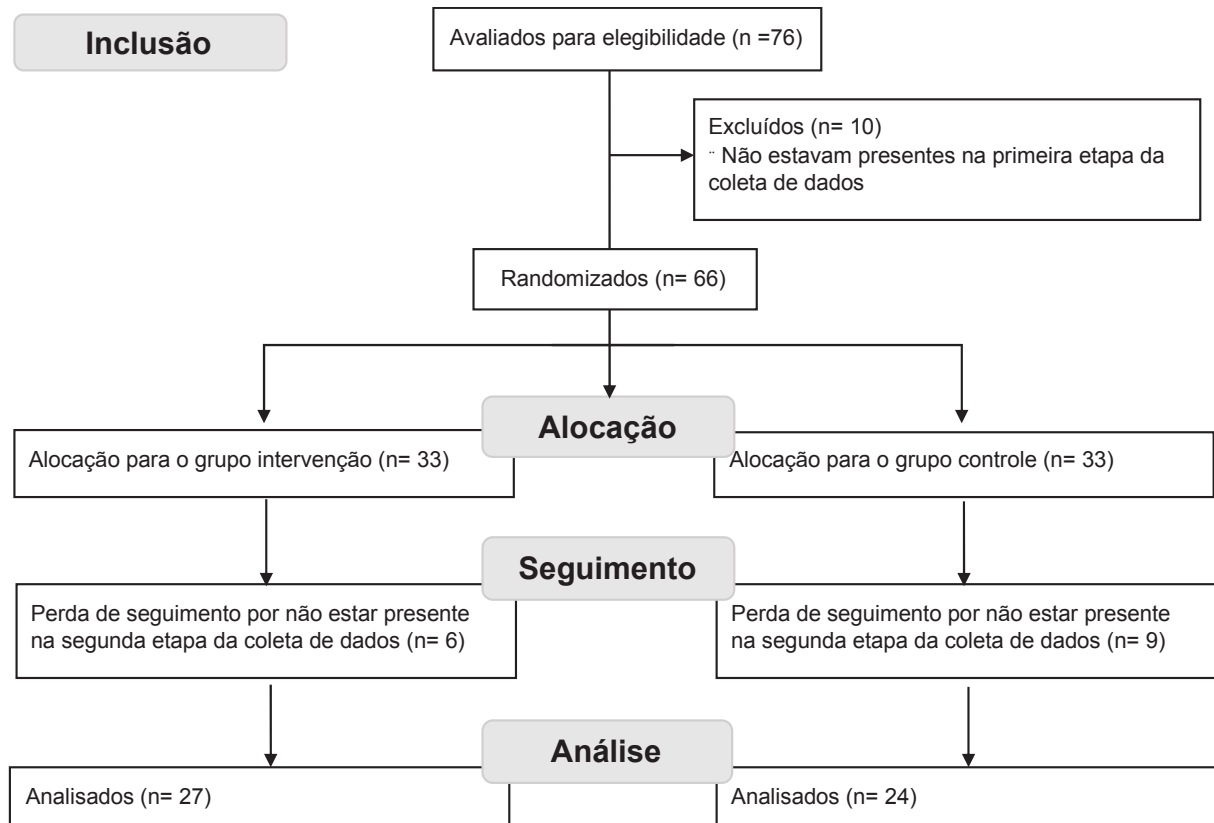 Inclusão
Avaliados para elegibilidade (n =76)
Excluídos (n= 10)
¨ Não estavam presentes na primeira etapa da
coleta de dados
Randomizados (n= 66)
Alocação
Alocação para o grupo intervenção (n= 33)
Alocação para o grupo controle (n= 33)
Seguimento
Perda de seguimento por não estar presente
na segunda etapa da coleta de dados (n= 6)
Perda de seguimento por não estar presente
na segunda etapa da coleta de dados (n= 9)
Análise
Analisados (n= 27)
Analisados (n= 24)